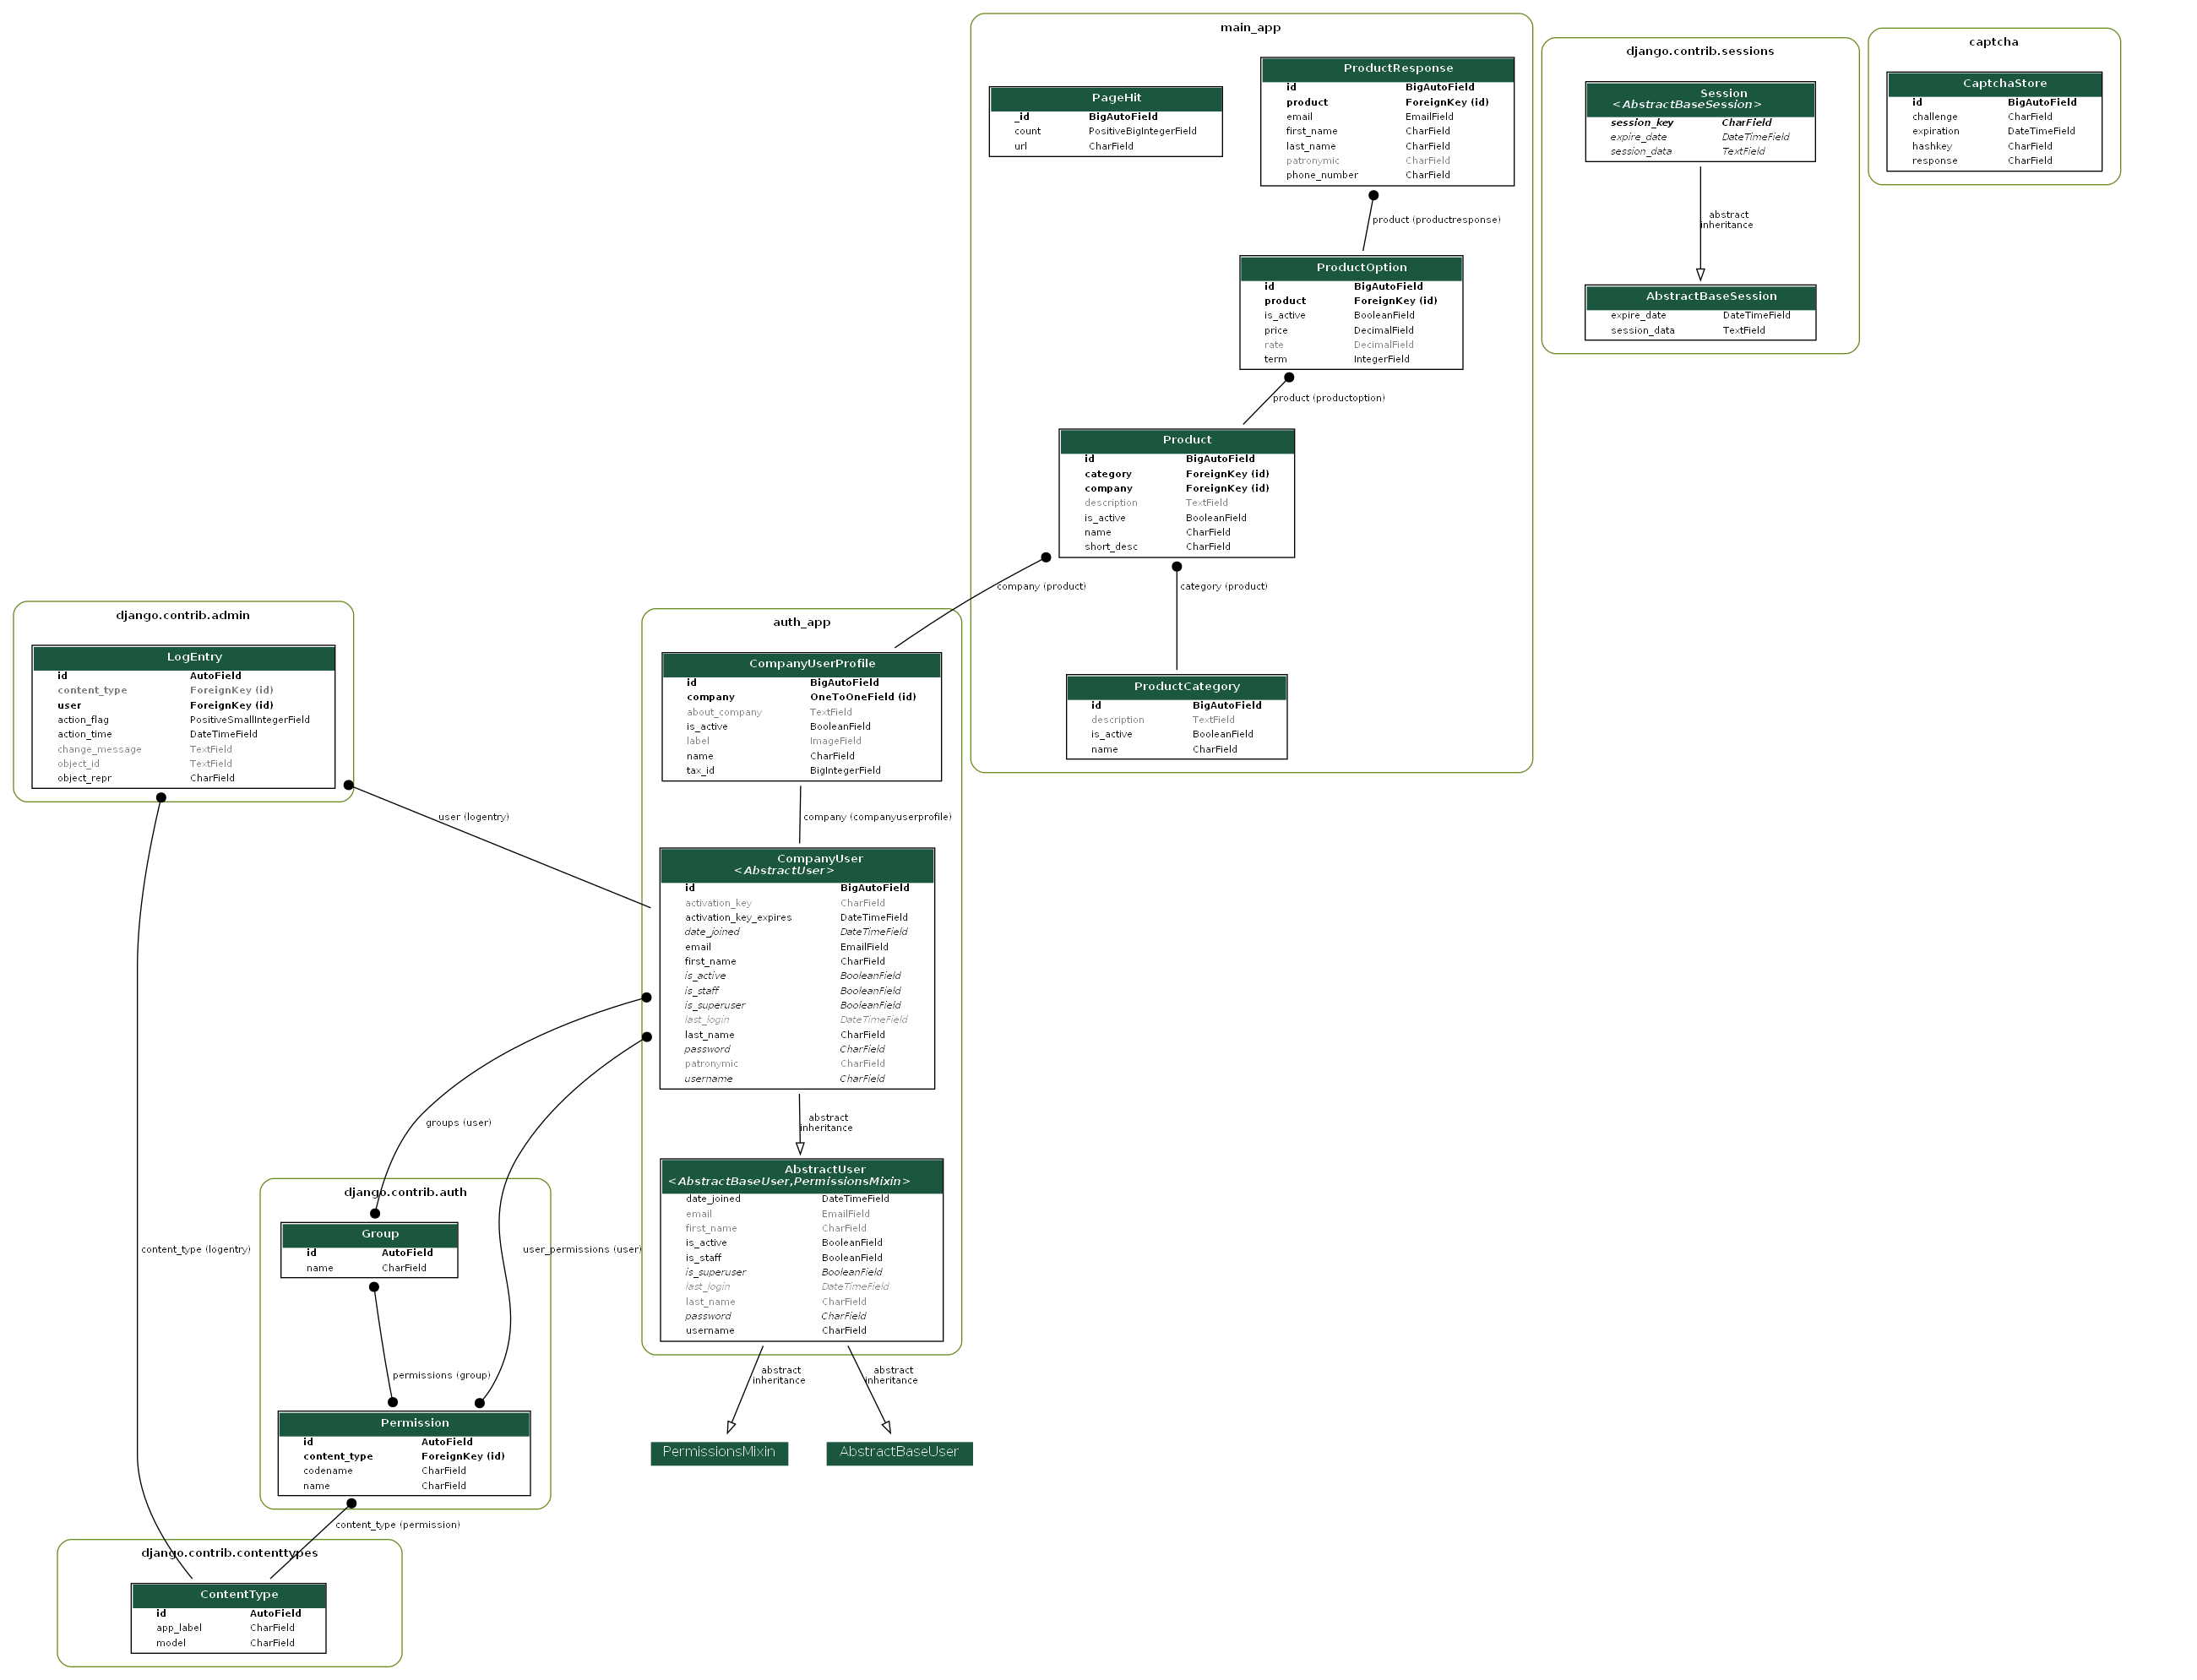 main_app
PageHit
_id BigAutoField
count PositiveBigIntegerField
url CharField
ProductResponse
id BigAutoField
product ForeignKey (id)
email EmailField
first_name CharField
last_name CharField
patronymic CharField
phone_number CharField
product (productresponse)
ProductOption
id BigAutoField
product ForeignKey (id)
is_active BooleanField
price DecimalField
rate DecimalField
term IntegerField
product (productoption)
Product
id BigAutoField
category ForeignKey (id)
company ForeignKey (id)
description TextField
is_active BooleanField
name CharField
short_desc CharField
company (product)
category (product)
ProductCategory
id BigAutoField
description TextField
is_active BooleanField
name CharField
django.contrib.sessions
Session
<AbstractBaseSession>
session_key CharField
expire_date DateTimeField
session_data TextField
abstract
inheritance
AbstractBaseSession
expire_date DateTimeField
session_data TextField
captcha
CaptchaStore
id BigAutoField
challenge CharField
expiration DateTimeField
hashkey CharField
response CharField
django.contrib.admin
LogEntry
id AutoField
content_type ForeignKey (id)
user ForeignKey (id)
action_flag PositiveSmallIntegerField
action_time DateTimeField
change_message TextField
object_id TextField
object_repr CharField
user (logentry)
content_type (logentry)
auth_app
CompanyUserProfile
id BigAutoField
company OneToOneField (id)
about_company TextField
is_active BooleanField
label ImageField
name CharField
tax_id BigIntegerField
company (companyuserprofile)
CompanyUser
<AbstractUser>
id BigAutoField
activation_key CharField
activation_key_expires DateTimeField
date_joined DateTimeField
email EmailField
first_name CharField
is_active BooleanField
is_staff BooleanField
is_superuser BooleanField
last_login DateTimeField
last_name CharField
password CharField
patronymic CharField
username CharField
groups (user)
user_permissions (user)
abstract
inheritance
AbstractUser
<AbstractBaseUser,PermissionsMixin>
date_joined DateTimeField
email EmailField
first_name CharField
is_active BooleanField
is_staff BooleanField
is_superuser BooleanField
last_login DateTimeField
last_name CharField
password CharField
username CharField
abstract
inheritance
abstract
inheritance
PermissionsMixin
AbstractBaseUser
django.contrib.auth
Group
id AutoField
name CharField
permissions (group)
Permission
id AutoField
content_type ForeignKey (id)
codename CharField
name CharField
content_type (permission)
django.contrib.contenttypes
ContentType
id AutoField
app_label CharField
model CharField